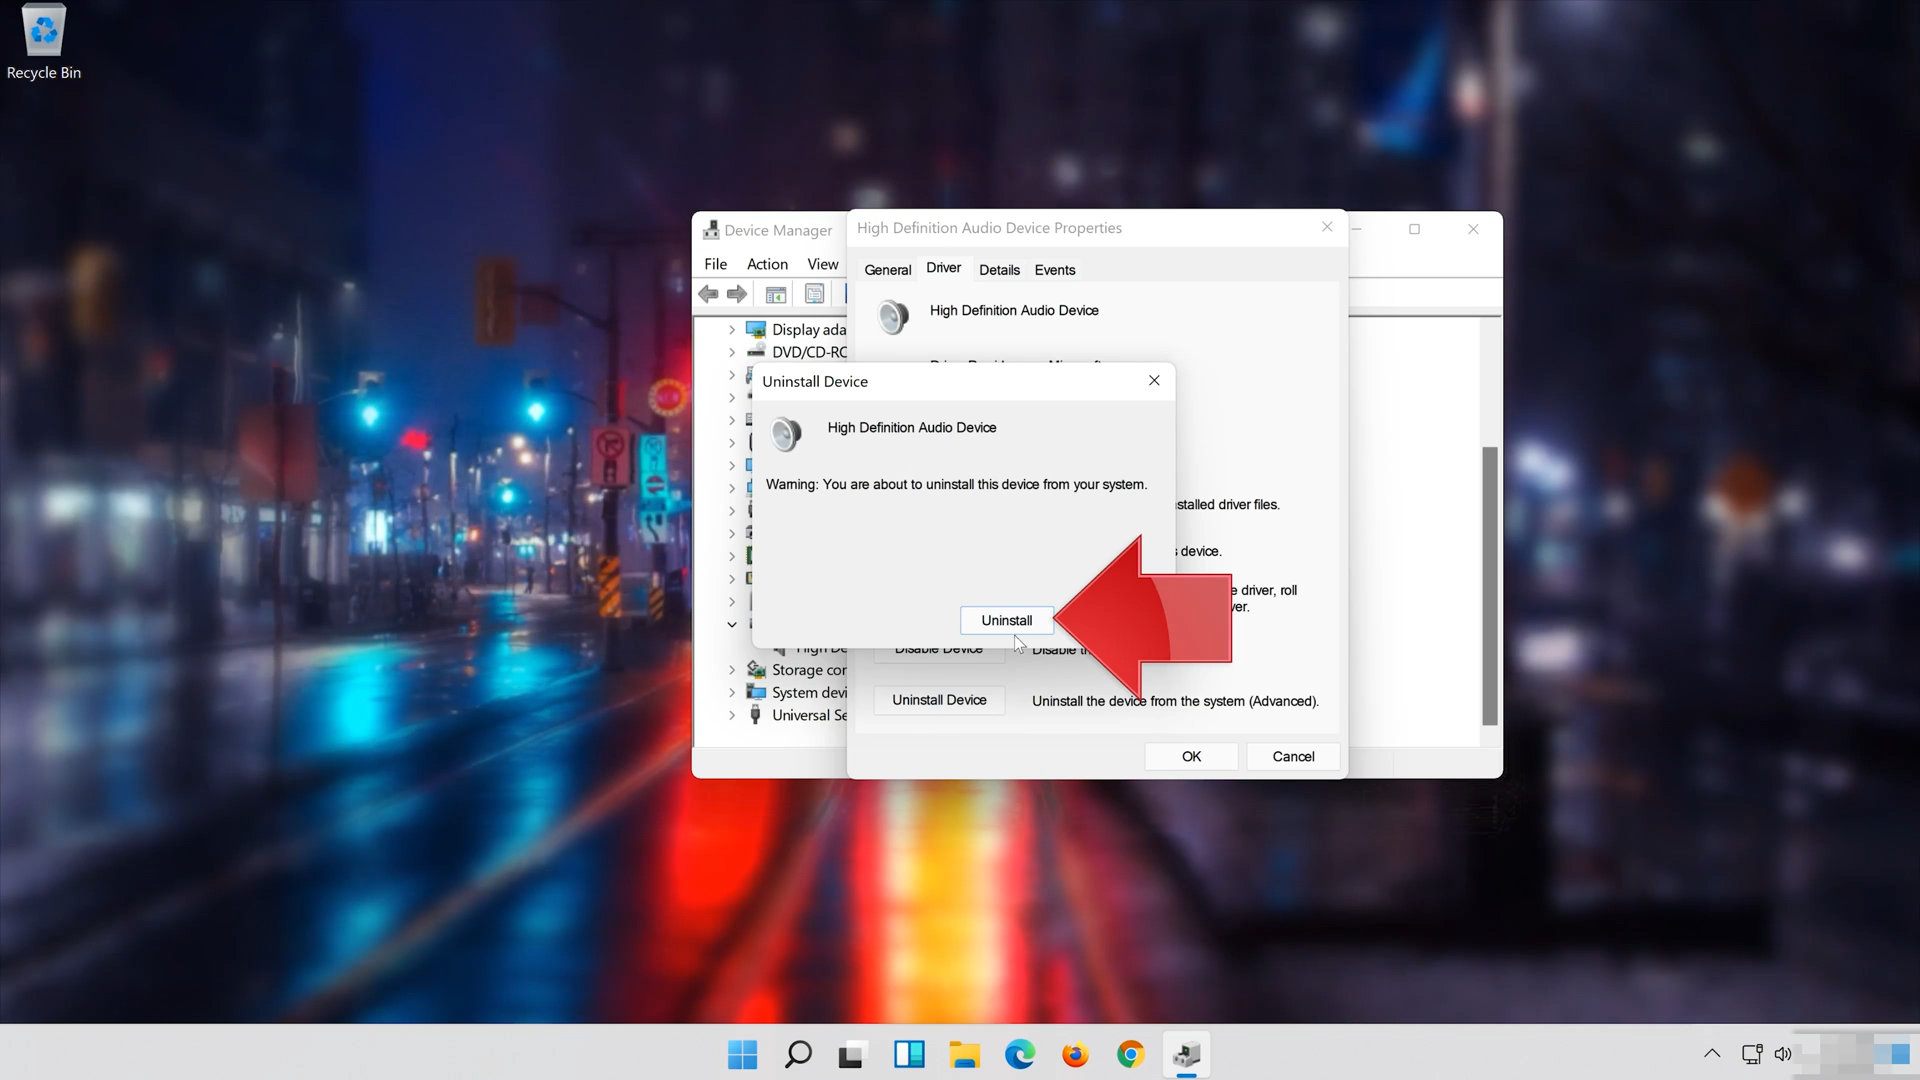 Recycle Bin
Device Manager
File Action View
Display ada
DVD/CD-RO
Storage con
System devi
Universal Se
High Definition Audio Device Properties
General Driver Details Events
High Definition Audio Device
stalled driver files.
s device.
e driver, roll
ver.
Disable Device
Uninstall Device Uninstall the device from the system (Advanced).
OK Cancel
Uninstall Device
High Definition Audio Device
Warning: You are about to uninstall this device from your system.
Uninstall